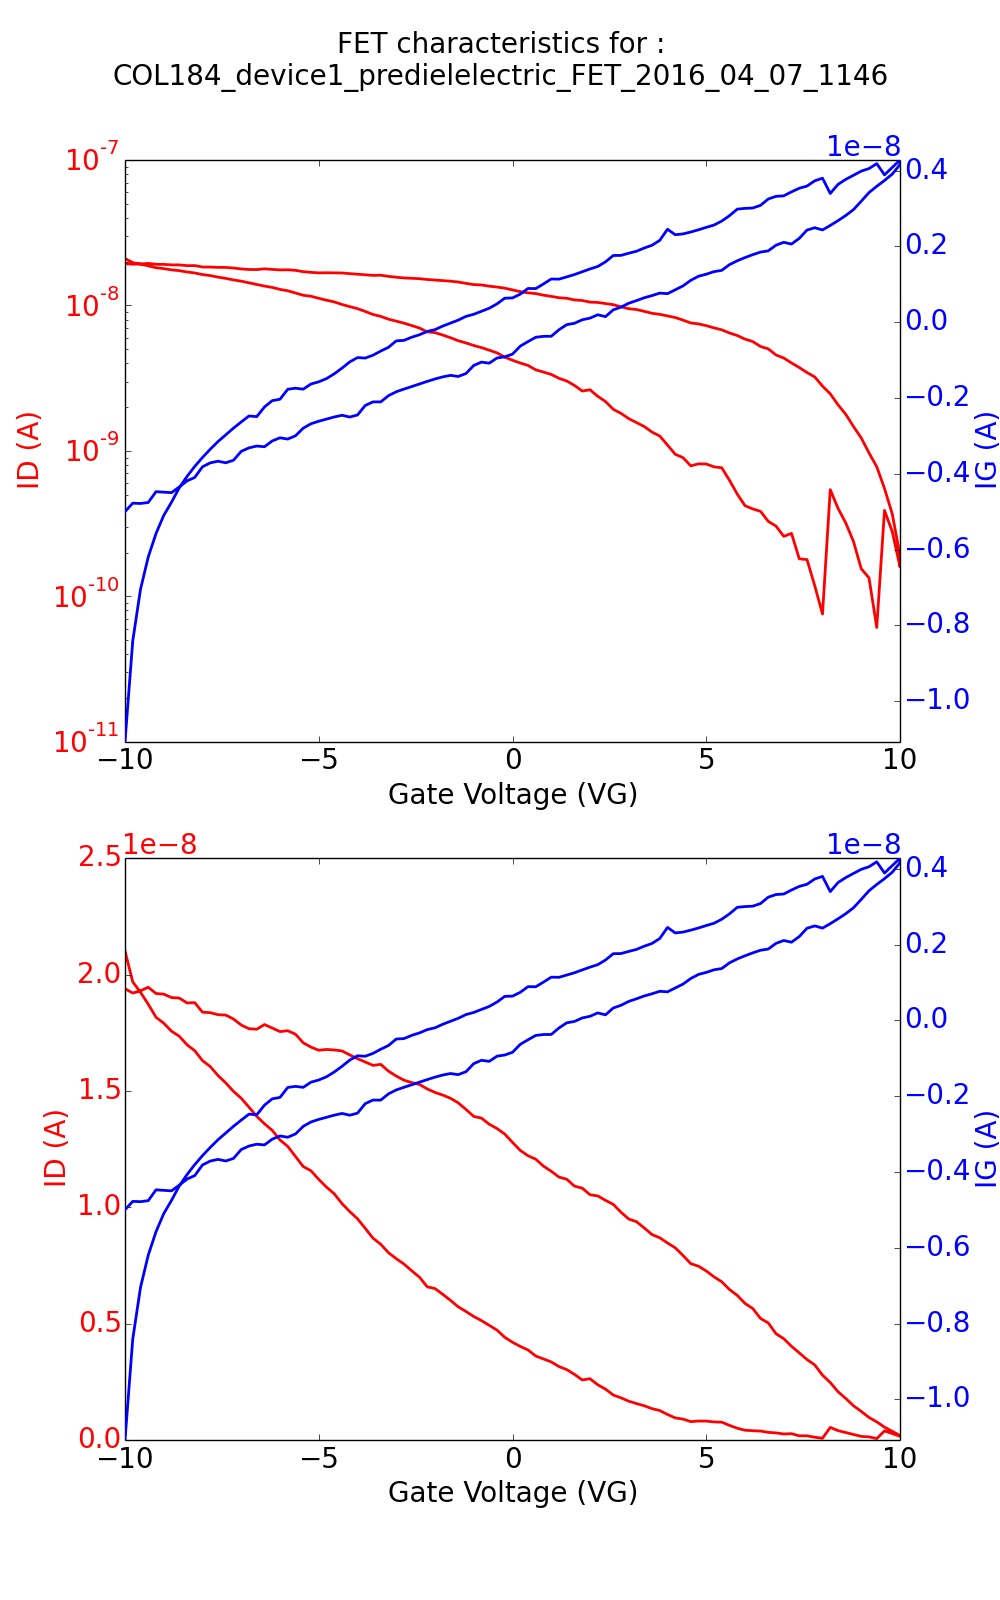 FET characteristics for :
COL184_device1_predielelectric_FET_2016_04_07_1146
1e−8
10^-7
10^-8
10^-9
10^-10
10^-11
ID (A)
0.4
0.2
0.0
−0.2
−0.4
−0.6
−0.8
−1.0
IG (A)
−10 −5 0 5 10
Gate Voltage (VG)
1e−8
1e−8
2.5
2.0
1.5
1.0
0.5
0.0
ID (A)
0.4
0.2
0.0
−0.2
−0.4
−0.6
−0.8
−1.0
IG (A)
−10 −5 0 5 10
Gate Voltage (VG)